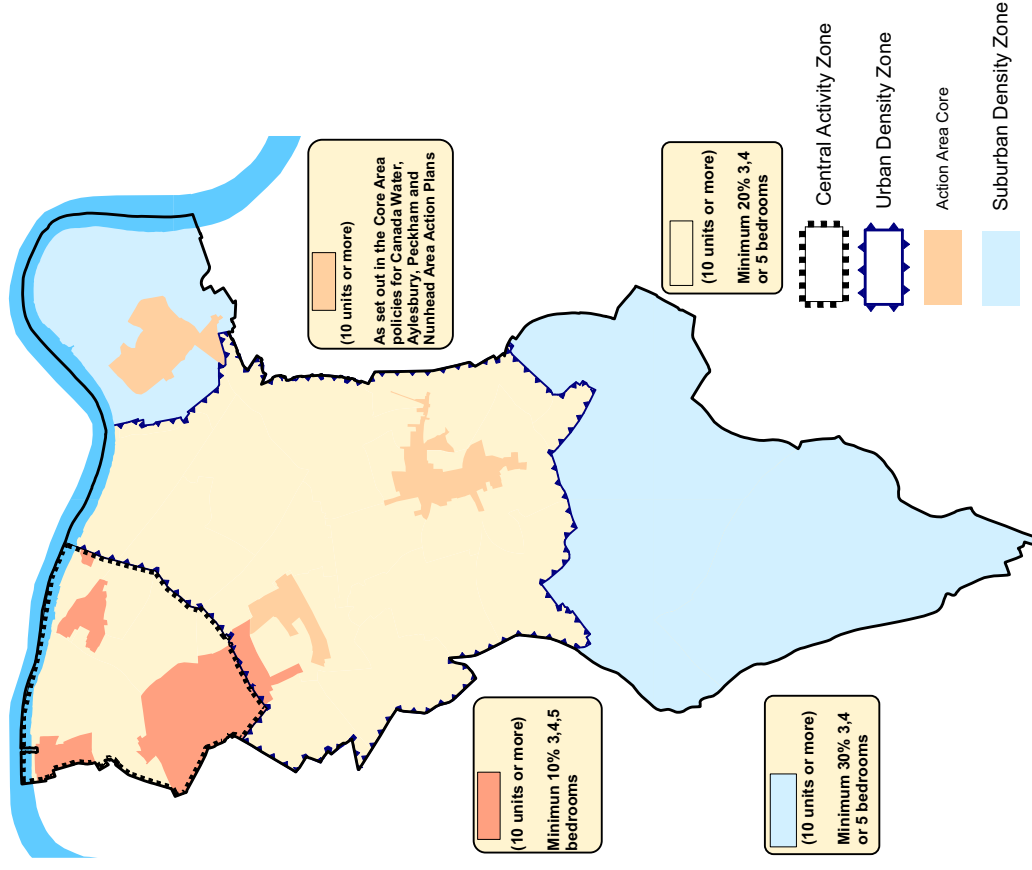 (10 units or more)
As set out in the Core Area
policies for Canada Water,
Aylesbury, Peckham and
Nunhead Area Action Plans
(10 units or more)
Minimum 20% 3,4
or 5 bedrooms
(10 units or more)
Minimun 10% 3,4,5
bedrooms
(10 units or more)
Minimum 30% 3,4
or 5 bedrooms
Central Activity Zone
Urban Density Zone
Action Area Core
Suburban Density Zone